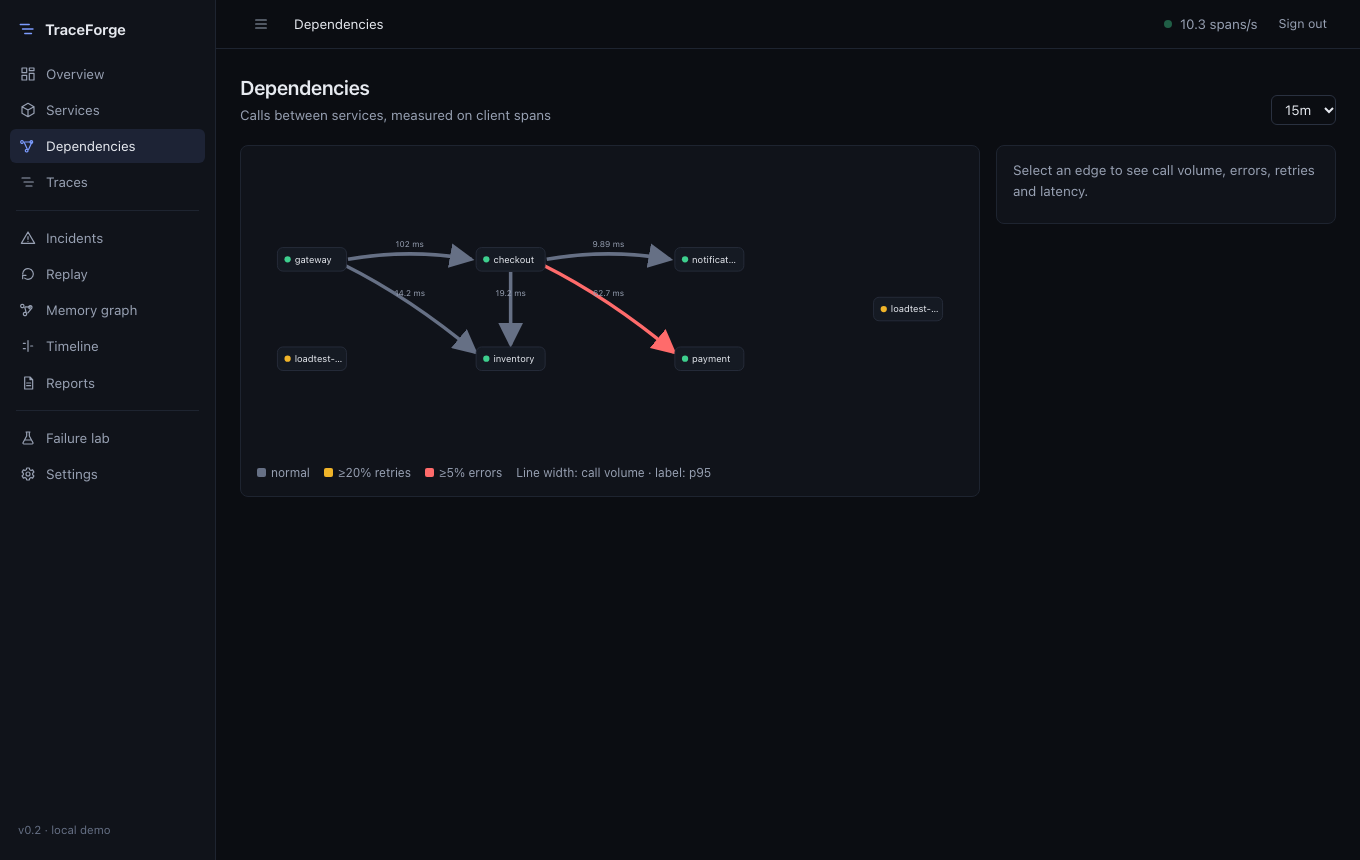 TraceForge
Overview
Services
Dependencies
Traces
Incidents
Replay
Memory graph
Timeline
Reports
Failure lab
Settings
v0.2 · local demo
Dependencies
10.3 spans/s
Sign out
Dependencies
Calls between services, measured on client spans
15m
102 ms
9.89 ms
gateway
checkout
notificat...
19.2 ms
loadtest-...
loadtest-...
inventory
payment
normal
≥20% retries
≥5% errors
Line width: call volume · label: p95
Select an edge to see call volume, errors, retries
and latency.